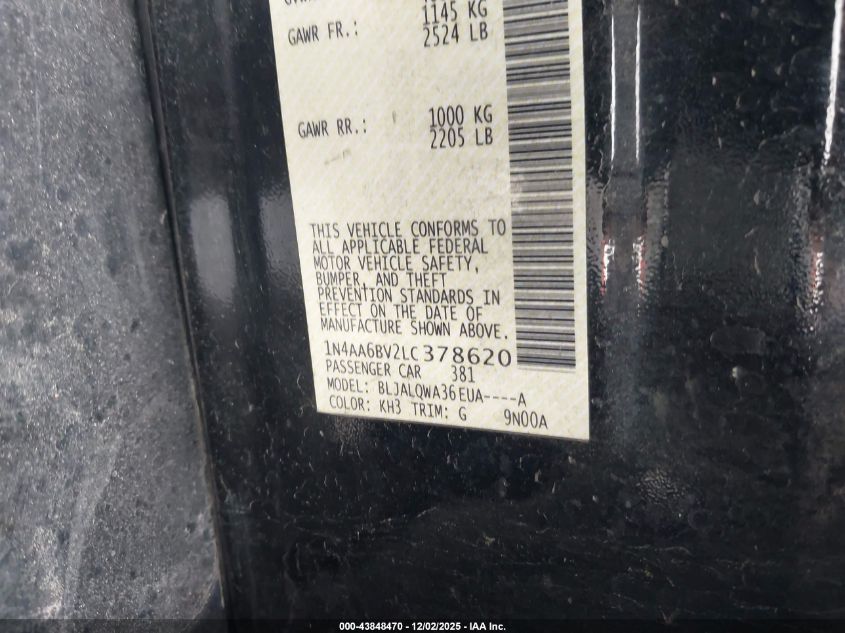 1145 KG
GAWR FR.: 2524 LB
GAWR RR.: 1000 KG
2205 LB
THIS VEHICLE CONFORMS TO
ALL APPLICABLE FEDERAL
MOTOR VEHICLE SAFETY,
BUMPER, AND THEFT
PREVENTION STANDARDS IN
EFFECT ON THE DATE OF
MANUFACTURE SHOWN ABOVE.
1N4AA6BV2LC378620
PASSENGER CAR 381
MODEL: BLJALQWA36EUA----A
COLOR: KH3 TRIM: G 9N00A
000-43848470 - 12/02/2025 - IAA Inc.